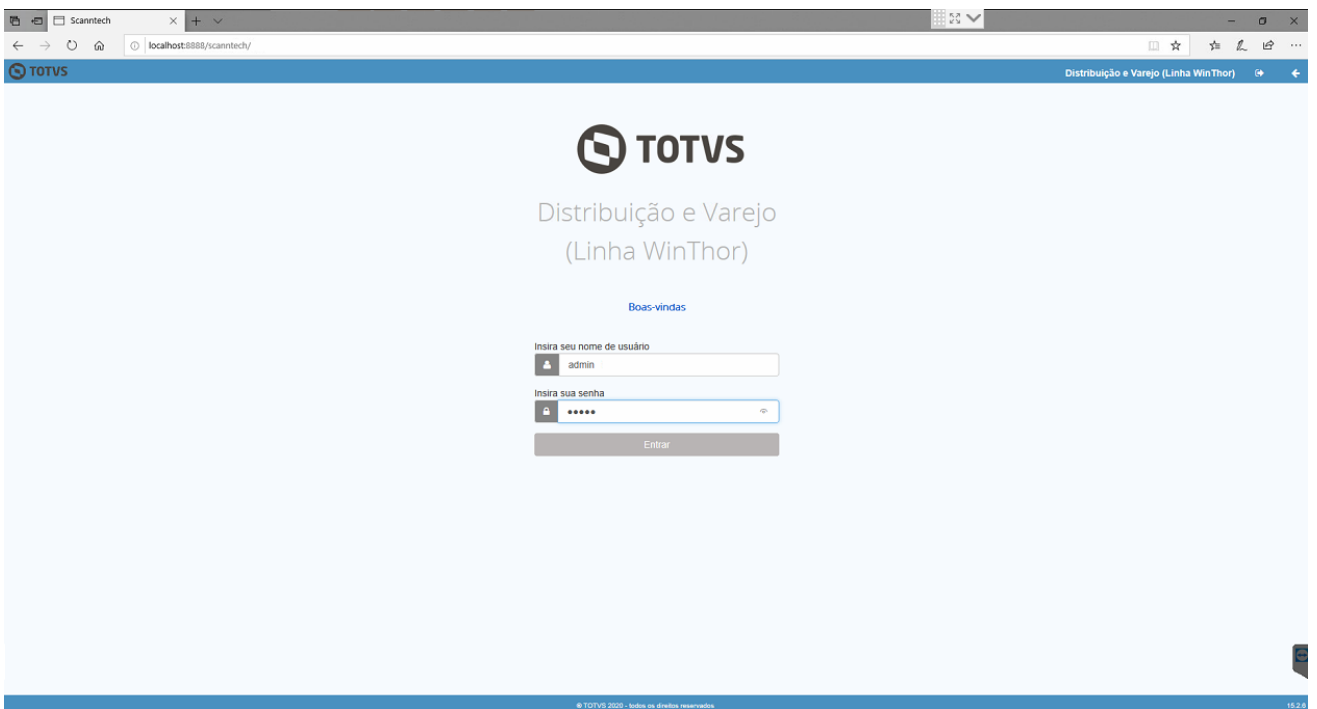 Scanntech
localhost:8888/scanntech/
TOTVS
Distribuição e Varejo (Linha WinThor)
TOTVS
Distribuição e Varejo
(Linha WinThor)
Boas-vindas
Insira seu nome de usuário
admin
Insira sua senha
Entrar
© TOTVS 2020 - todos os direitos reservados
15.2.6